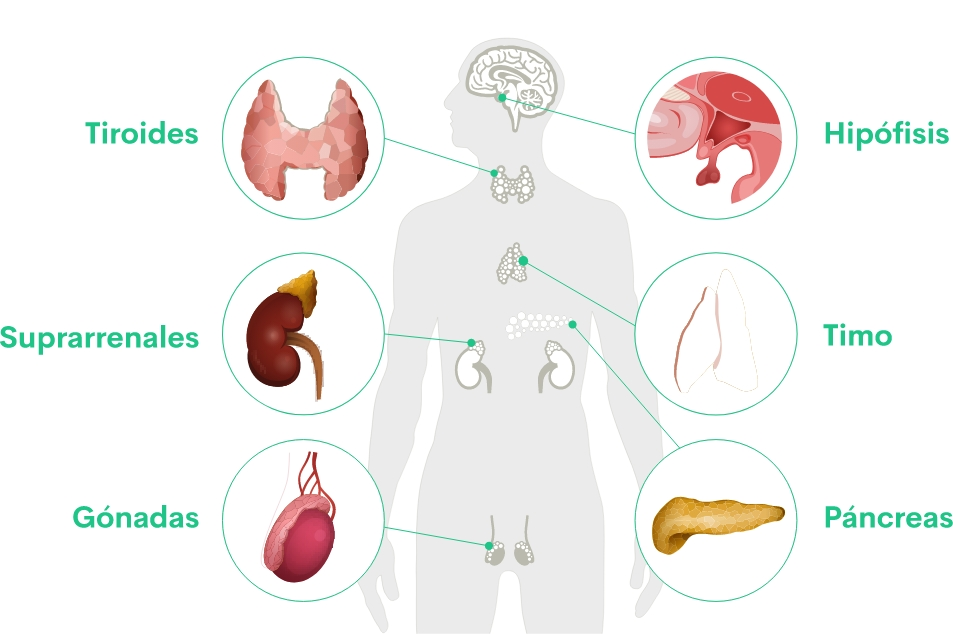 Tiroides
Hipófisis
Suprarrenales
Timo
Gónadas
Páncreas